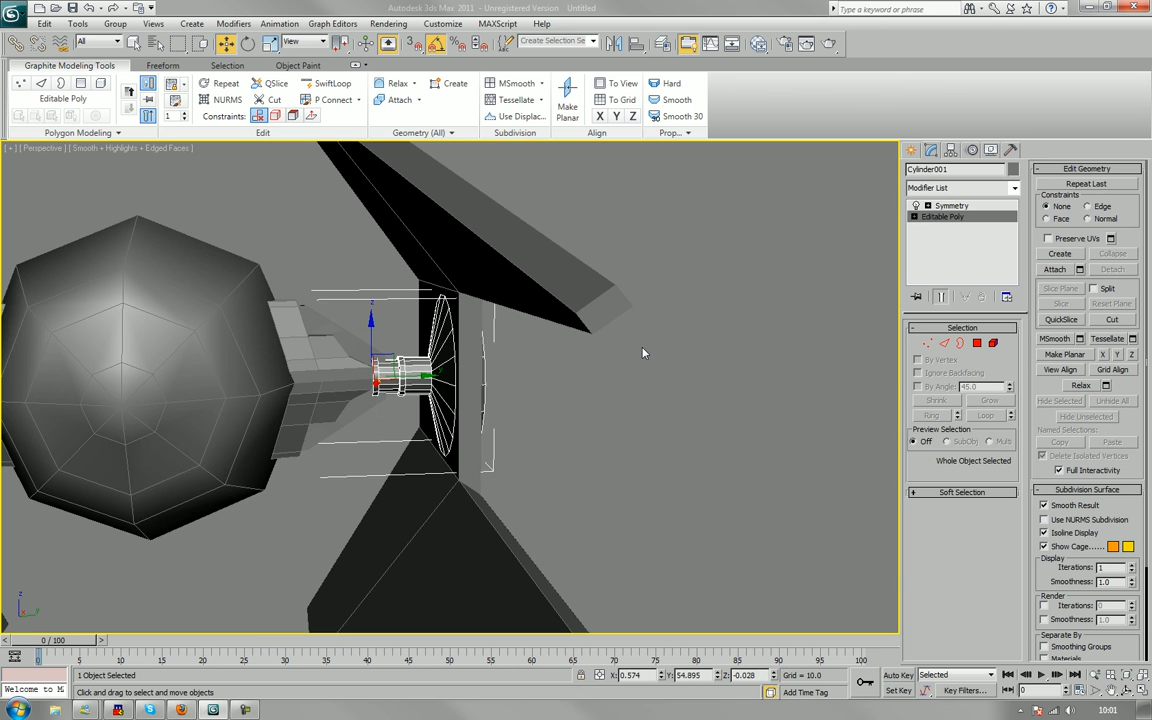 Autodesk 3ds Max 2011 - Unregistered Version Untitled
Type a keyword or phrase
Edit Tools Group Views Create Modifiers Animation Graph Editors Rendering Customize MAXScript Help
All View Create Selection Se
Graphite Modeling Tools Freeform Selection Object Paint
Repeat QSlice SwiftLoop Relax Create MSmooth To View Hard
Editable Poly NURMS Cut P Connect Attach Tessellate Make Planar To Grid Smooth
1 Constraints: Use Displac... X Y Z Smooth 30
Polygon Modeling Edit Geometry (All) Subdivision Align Prop...
[ + ] [ Perspective ] [ Smooth + Highlights + Edged Faces ]
Cylinder001
Modifier List
Symmetry
Editable Poly
Selection
By Vertex
Ignore Backfacing
By Angle: 45.0
Shrink Grow
Ring Loop
Preview Selection
Off SubObj Multi
Whole Object Selected
Soft Selection
Edit Geometry
Repeat Last
Constraints
None Edge
Face Normal
Preserve UVs
Create Collapse
Attach Detach
Slice Plane Split
Slice Reset Plane
QuickSlice Cut
MSmooth Tessellate
Make Planar X Y Z
View Align Grid Align
Relax
Hide Selected Unhide All
Hide Unselected
Named Selections:
Copy Paste
Delete Isolated Vertices
Full Interactivity
Subdivision Surface
Smooth Result
Use NURMS Subdivision
Isoline Display
Show Cage......
Display
Iterations: 1
Smoothness: 1.0
Render
Iterations: 0
Smoothness: 1.0
Separate By
Smoothing Groups
Materials
z
y
z
x y
0 / 100
0 5 10 15 20 25 30 35 40 45 50 55 60 65 70 75 80 85 90 95 100
1 Object Selected X: 0.574 Y: 54.895 Z: -0.028 Grid = 10.0 Auto Key Selected
Welcome to M Click and drag to select and move objects Add Time Tag Set Key Key Filters... 0
10:01